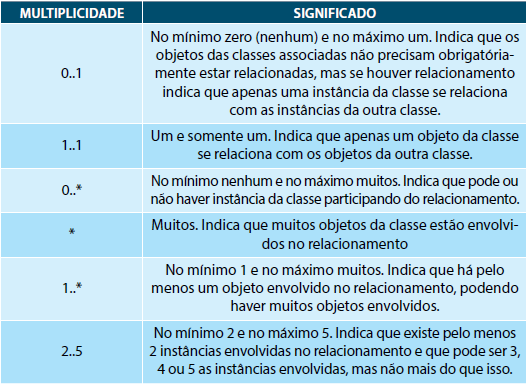 MULTIPLICIDADE SIGNIFICADO
0..1
No mínimo zero (nenhum) e no máximo um. Indica que os
objetos das classes associadas não precisam obrigatória-
mente estar relacionadas, mas se houver relacionamento
indica que apenas uma instância da classe se relaciona
com as instâncias da outra classe.
1..1
Um e somente um. Indica que apenas um objeto da classe
se relaciona com os objetos da outra classe.
0..*
No mínimo nenhum e no máximo muitos. Indica que pode ou
não haver instância da classe participando do relacionamento.
*
Muitos. Indica que muitos objetos da classe estão envolvi-
dos no relacionamento
1..*
No mínimo 1 e no máximo muitos. Indica que há pelo
menos um objeto envolvido no relacionamento, podendo
haver muitos objetos envolvidos.
2..5
No mínimo 2 e no máximo 5. Indica que existe pelo menos
2 instâncias envolvidas no relacionamento e que pode ser 3,
4 ou 5 as instâncias envolvidas, mas não mais do que isso.